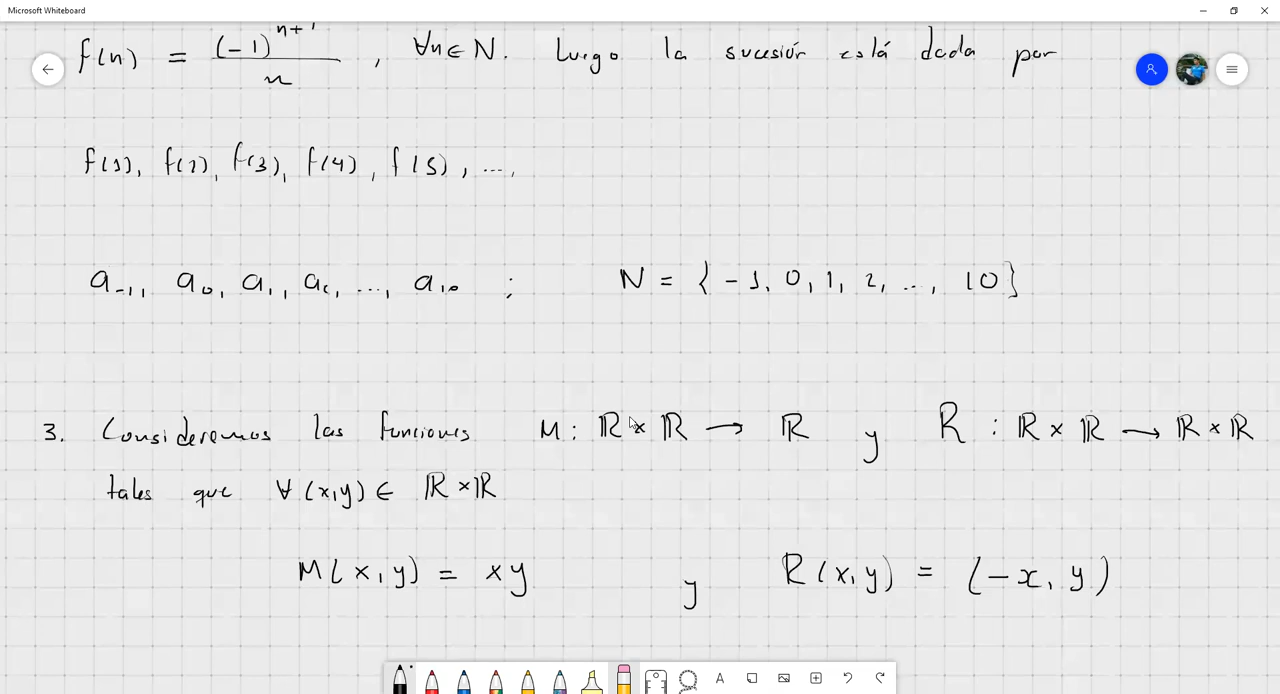 Microsoft Whiteboard
f(n) = (-1)^{n+1} / n , ∀n ∈ N. Luego la sucesión está dada por
f(1), f(2), f(3), f(4), f(5), ...,
a_{-1}, a_0, a_1, a_2, ..., a_{10} ; N = { -1, 0, 1, 2, ..., 10 }
3. Consideremos las funciones M : ℝ × ℝ → ℝ y R : ℝ × ℝ → ℝ × ℝ
tales que ∀ (x,y) ∈ ℝ × ℝ
M(x,y) = xy y R(x,y) = (-x, y)
A